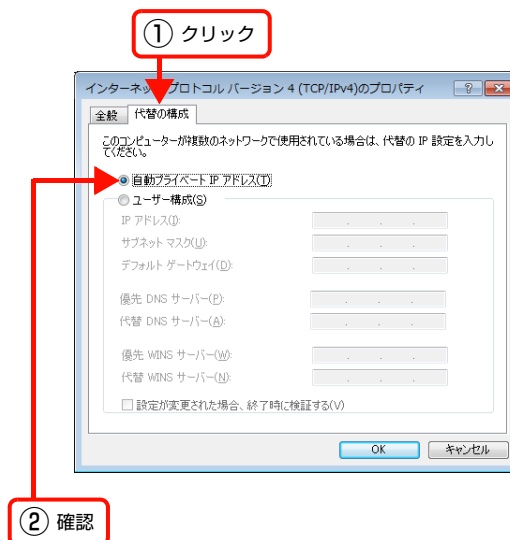 ① クリック
インターネット プロトコル バージョン 4 (TCP/IPv4)のプロパティ
全般 代替の構成
このコンピューターが複数のネットワークで使用されている場合は、代替の IP 設定を入力し
てください。
自動プライベート IP アドレス(T)
ユーザー構成(S)
IP アドレス(I):
サブネット マスク(U):
デフォルト ゲートウェイ(D):
優先 DNS サーバー(P):
代替 DNS サーバー(A):
優先 WINS サーバー(W):
代替 WINS サーバー(N):
設定が変更された場合、終了時に検証する(V)
OK キャンセル
② 確認